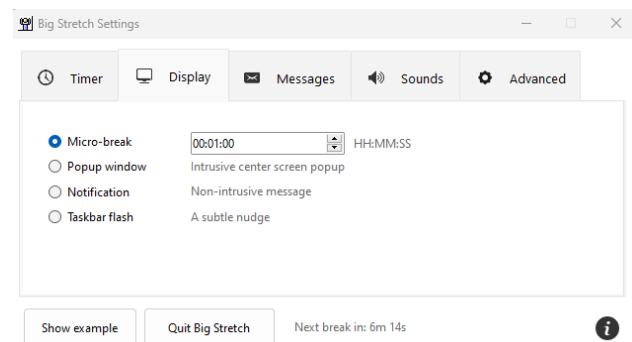 Big Stretch Settings
Timer Display Messages Sounds Advanced
Micro-break 00:01:00 HH:MM:SS
Popup window Intrusive center screen popup
Notification Non-intrusive message
Taskbar flash A subtle nudge
Show example Quit Big Stretch Next break in: 6m 14s i